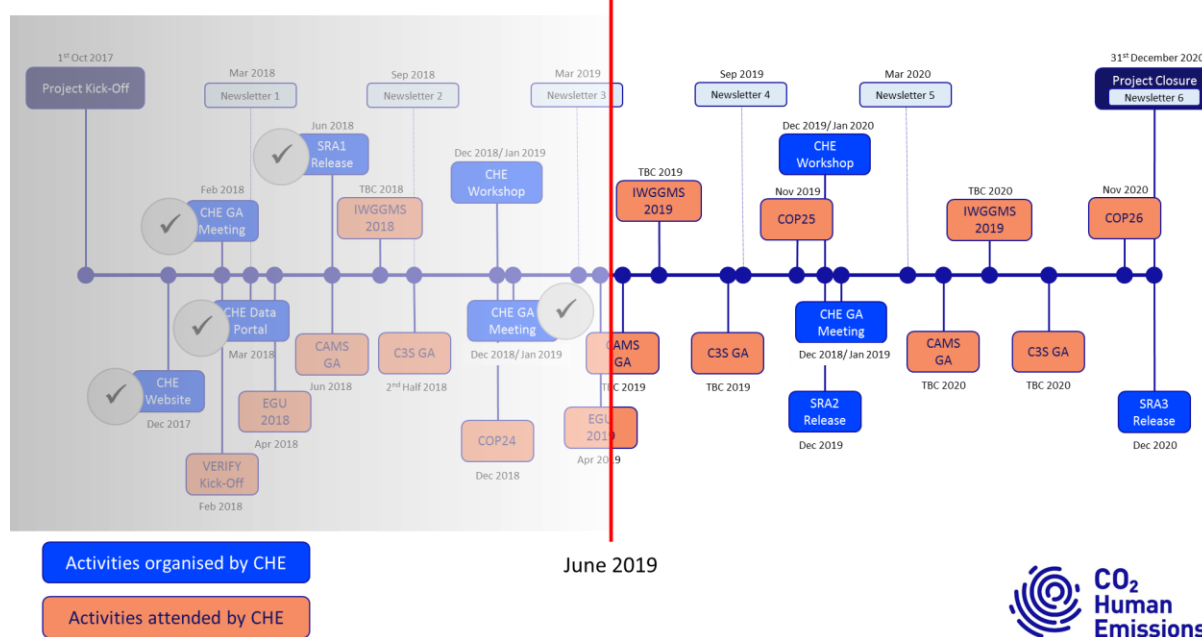 1st Oct 2017
Project Kick-Off
Mar 2018
Newsletter 1
Sep 2018
Newsletter 2
Mar 2019
Newsletter 3
Sep 2019
Newsletter 4
Mar 2020
Newsletter 5
31st December 2020
Project Closure
Newsletter 6
Jun 2018
SRA1
Release
Dec 2018/ Jan 2019
CHE
Workshop
Dec 2019/ Jan 2020
CHE
Workshop
Feb 2018
CHE GA
Meeting
TBC 2018
IWGGMS
2018
TBC 2019
IWGGMS
2019
Nov 2019
COP25
TBC 2020
IWGGMS
2019
Nov 2020
COP26
CHE Data
Portal
Mar 2018
CAMS
GA
Jun 2018
C3S GA
2nd Half 2018
CHE GA
Meeting
Dec 2018/ Jan 2019
CAMS
GA
TBC 2019
C3S GA
TBC 2019
CHE GA
Meeting
Dec 2018/ Jan 2019
CAMS
GA
TBC 2020
C3S GA
TBC 2020
CHE
Website
Dec 2017
EGU
2018
Apr 2018
VERIFY
Kick-Off
Feb 2018
COP24
Dec 2018
EGU
2019
Apr 2019
SRA2
Release
Dec 2019
SRA3
Release
Dec 2020
June 2019
Activities organised by CHE
Activities attended by CHE
CO2
Human
Emissions